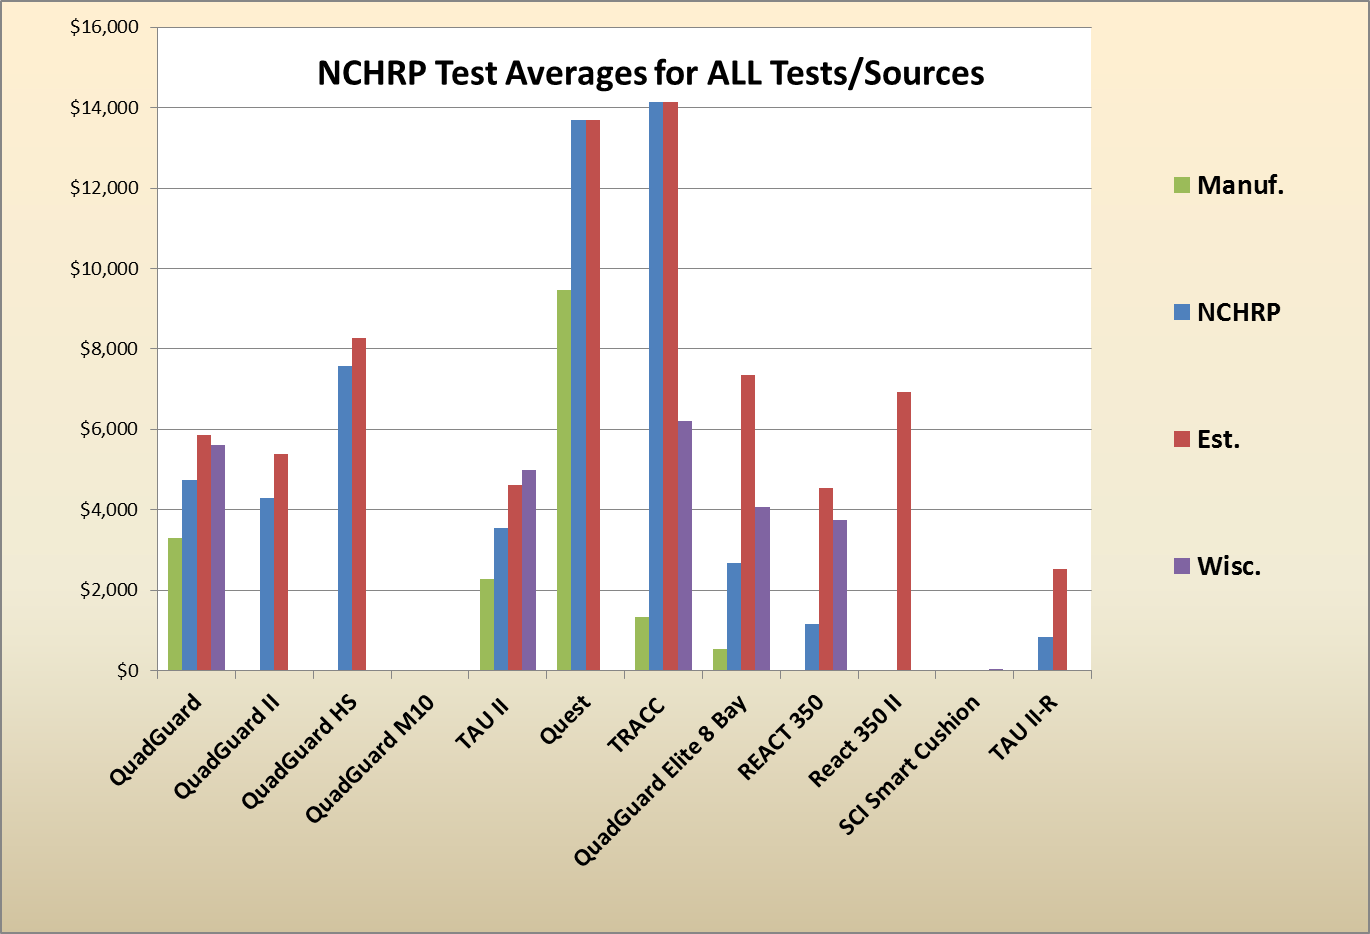 NCHRP Test Averages for ALL Tests/Sources
$16,000
$14,000
$12,000
$10,000
$8,000
$6,000
$4,000
$2,000
$0
QuadGuard
QuadGuard II
QuadGuard HS
QuadGuard M10
TAU II
Quest
TRACC
QuadGuard Elite 8 Bay
REACT 350
React 350 II
SCI Smart Cushion
TAU II-R
Manuf.
NCHRP
Est.
Wisc.